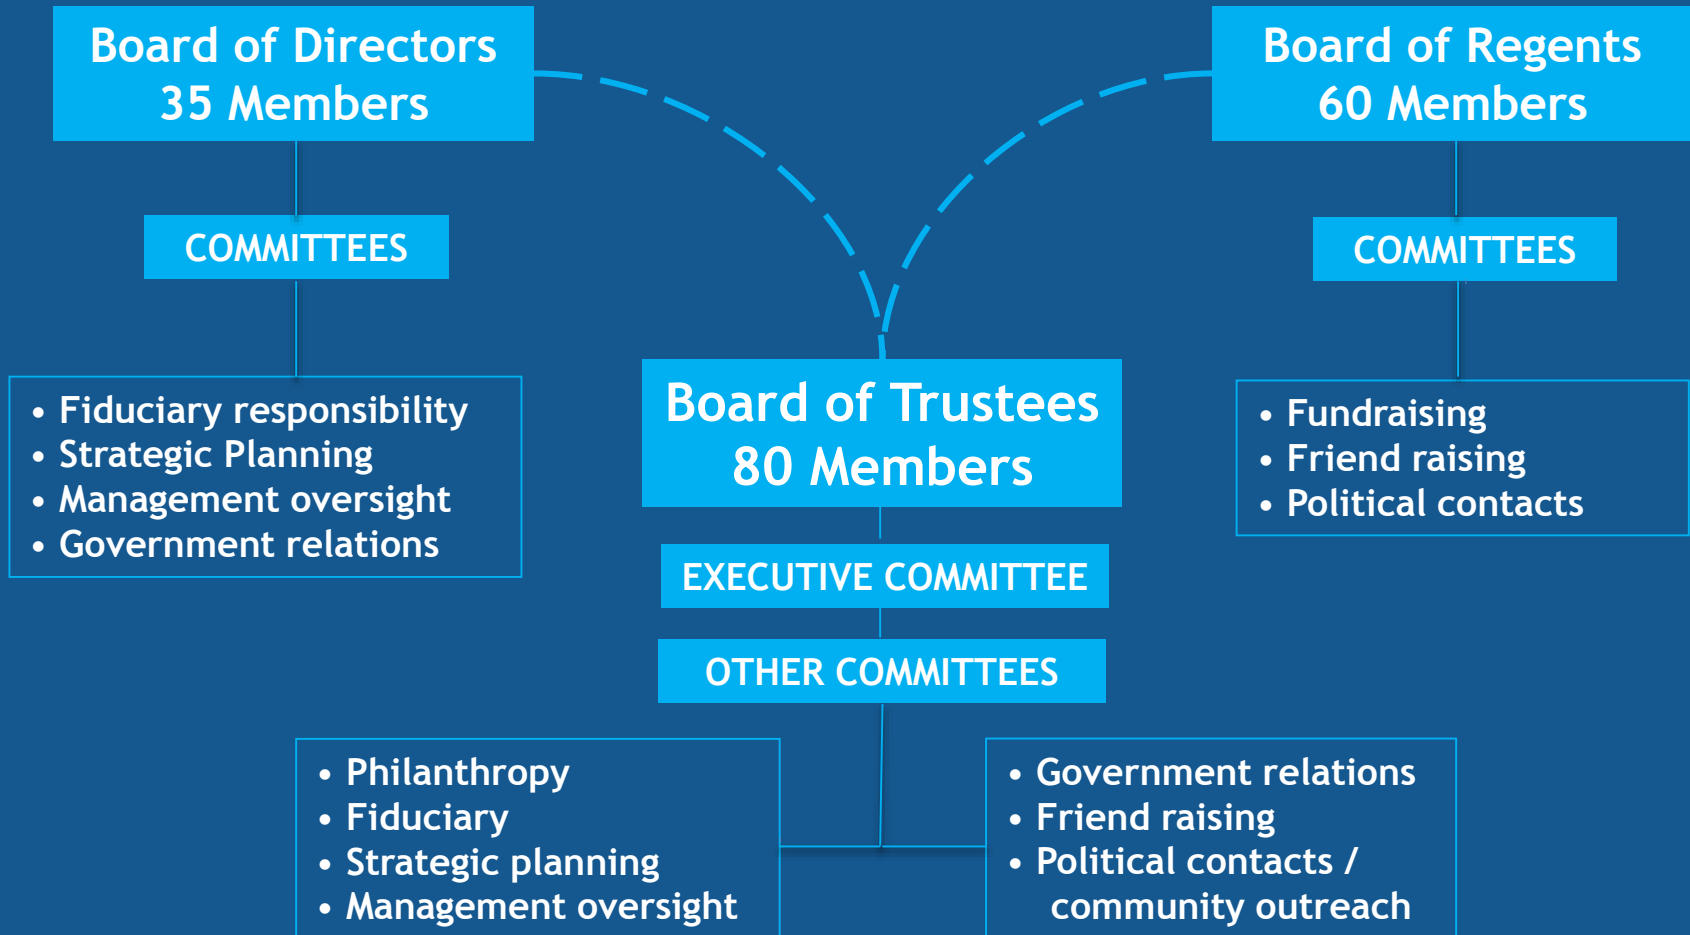 Board of Directors
35 Members
Board of Regents
60 Members
COMMITTEES
COMMITTEES
• Fiduciary responsibility
• Strategic Planning
• Management oversight
• Government relations
Board of Trustees
80 Members
• Fundraising
• Friend raising
• Political contacts
EXECUTIVE COMMITTEE
OTHER COMMITTEES
• Philanthropy
• Fiduciary
• Strategic planning
• Management oversight
• Government relations
• Friend raising
• Political contacts /
community outreach